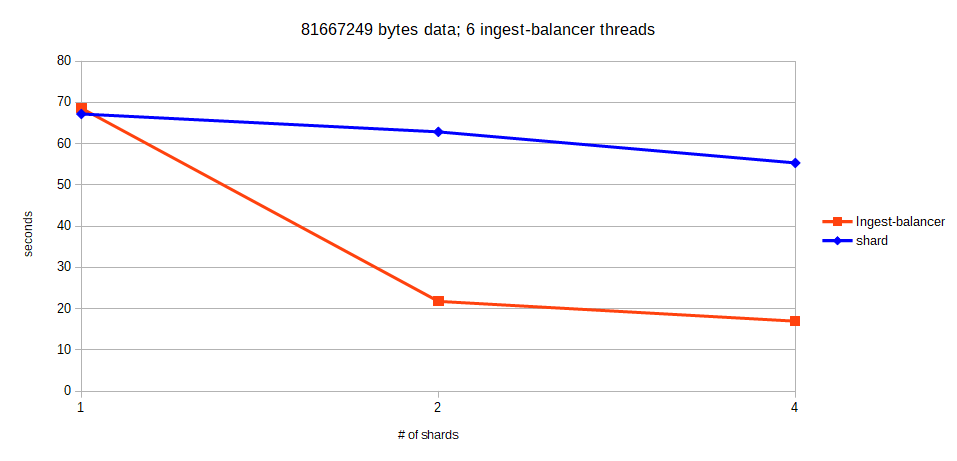 81667249 bytes data; 6 ingest-balancer threads
80
70
60
50
40
30
20
10
0
seconds
1
2
4
# of shards
Ingest-balancer
shard